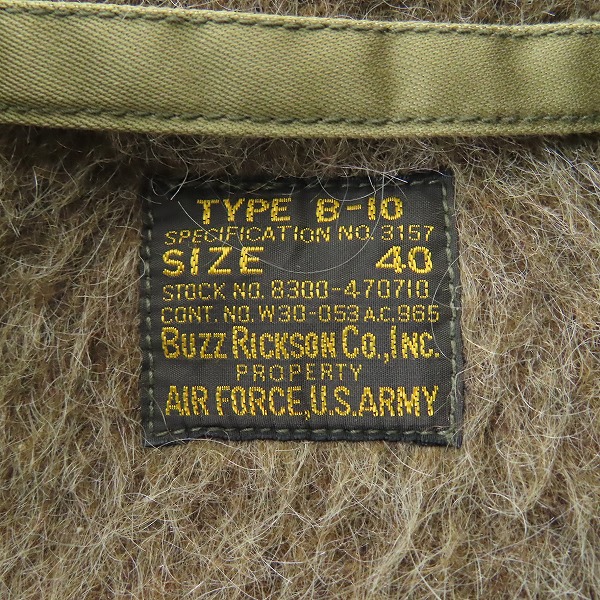 TYPE B-10
SPECIFICATION NO. 3157
SIZE 40
STOCK NO. 8300-470710
CONT. NO. W30-053 A.C. 965
BUZZ RICKSON CO., INC.
PROPERTY
AIR FORCE, U.S. ARMY